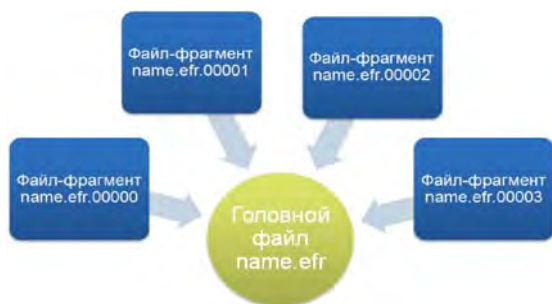 Файл-фрагмент
name.efr.00000
Файл-фрагмент
name.efr.00001
Файл-фрагмент
name.efr.00002
Файл-фрагмент
name.efr.00003
Головной
файл
name.efr